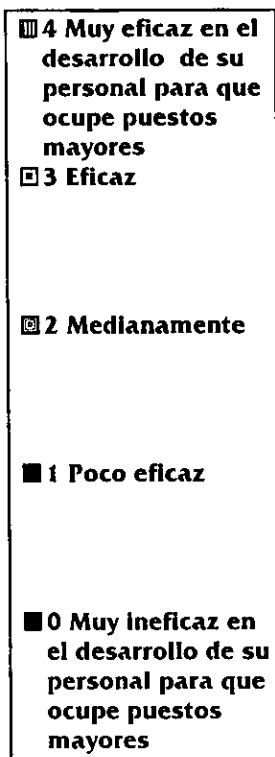 4 Muy eficaz en el
desarrollo de su
personal para que
ocupe puestos
mayores
3 Eficaz
2 Medianamente
1 Poco eficaz
0 Muy ineficaz en
el desarrollo de su
personal para que
ocupe puestos
mayores